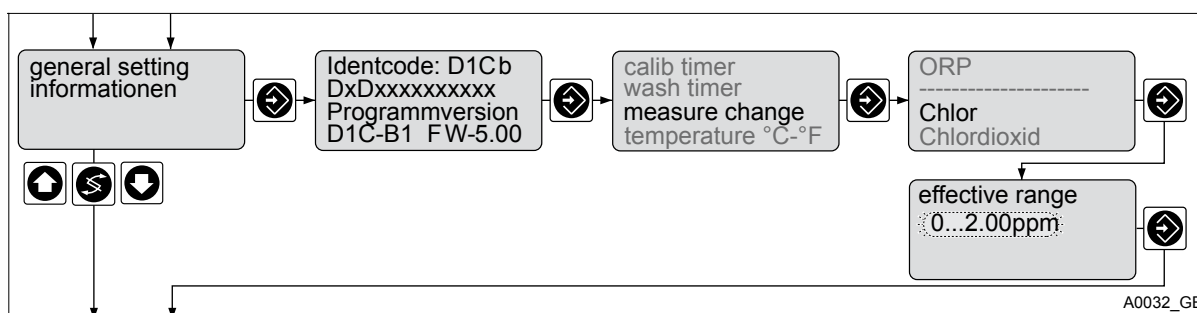 general setting
informationen
Identcode: D1Cb
DxDxxxxxxxxxx
Programmversion
D1C-B1 FW-5.00
calib timer
wash timer
measure change
temperature °C-°F
ORP
---------------------
Chlor
Chlordioxid
effective range
0...2.00ppm
A0032_GB